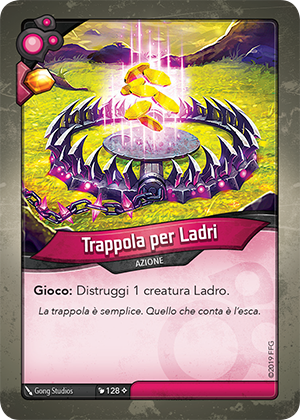 Trappola per Ladri
AZIONE
Gioco: Distruggi 1 creatura Ladro.
La trappola è semplice. Quello che conta è l'esca.
©2019 FFG
Gong Studios
128